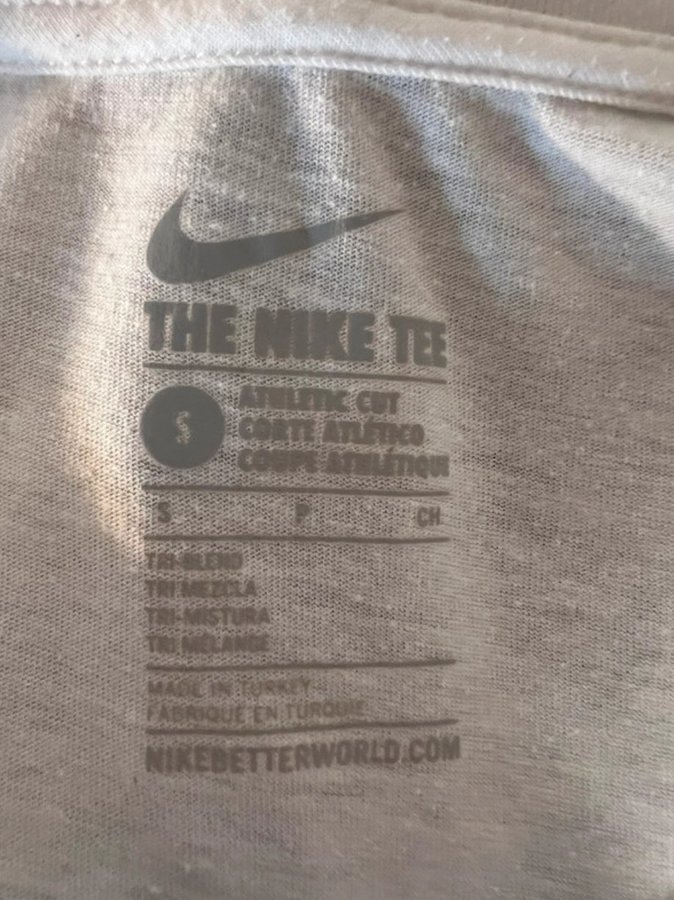 THE NIKE TEE
S
ATHLETIC CUT
CORTE ATLÉTICO
COUPE ATHLÉTIQUE
S P CH
TRI-BLEND
TRI MEZCLA
TRI-MISTURA
TRI MÉLANGE
MADE IN TURKEY
FABRIQUÉ EN TURQUIE
NIKEBETTERWORLD.COM